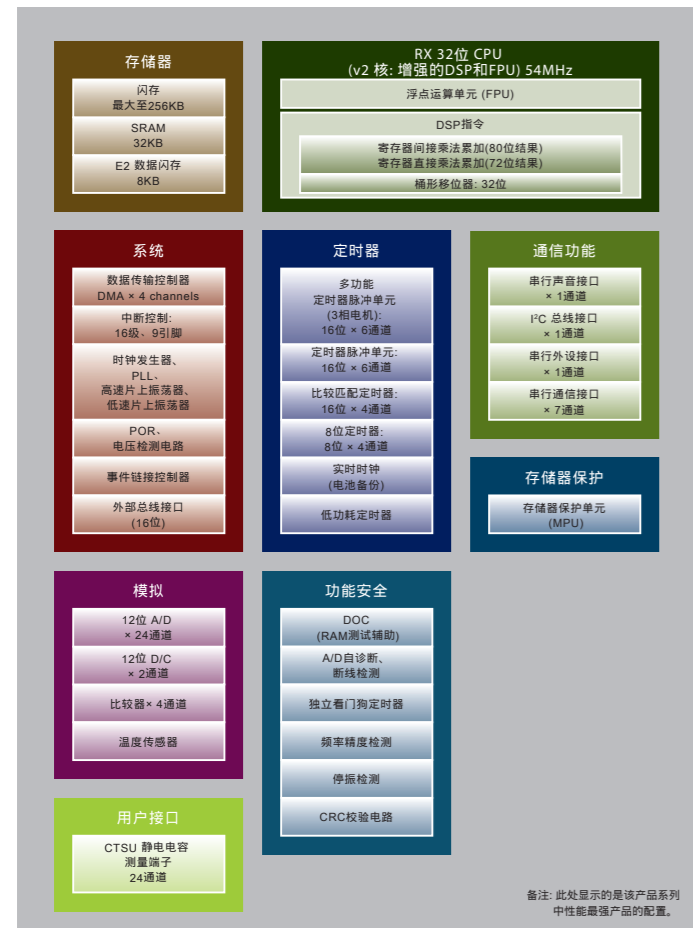 存储器
闪存
最大至256KB
SRAM
32KB
E2 数据闪存
8KB
RX 32位 CPU
(v2 核: 增强的DSP和FPU) 54MHz
浮点运算单元 (FPU)
DSP指令
寄存器间接乘法累加(80位结果)
寄存器直接乘法累加(72位结果)
桶形移位器: 32位
系统
数据传输控制器
DMA × 4 channels
中断控制:
16级、9引脚
时钟发生器、
PLL、
高速片上振荡器、
低速片上振荡器
POR、
电压检测电路
事件链接控制器
外部总线接口
(16位)
定时器
多功能
定时器脉冲单元
(3相电机):
16位 × 6通道
定时器脉冲单元:
16位 × 6通道
比较匹配定时器:
16位 × 4通道
8位定时器:
8位 × 4通道
实时时钟
(电池备份)
低功耗定时器
通信功能
串行声音接口
× 1通道
I²C 总线接口
× 1通道
串行外设接口
× 1通道
串行通信接口
× 7通道
存储器保护
存储器保护单元
(MPU)
模拟
12位 A/D
× 24通道
12位 D/C
× 2通道
比较器× 4通道
温度传感器
功能安全
DOC
(RAM测试辅助)
A/D自诊断、
断线检测
独立看门狗定时器
频率精度检测
停振检测
CRC校验电路
用户接口
CTSU 静电电容
测量端子
24通道
备注: 此处显示的是该产品系列
中性能最强产品的配置。